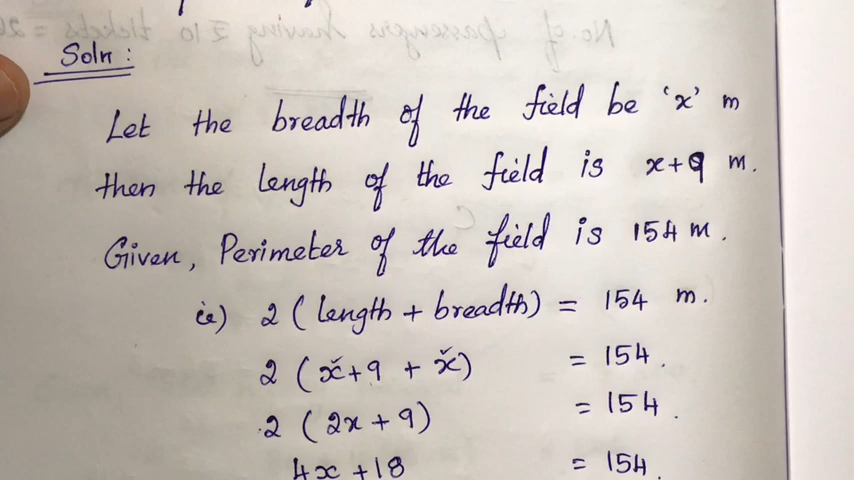 Soln :
Let the breadth of the field be 'x' m
then the length of the field is x+9 m.
Given, Perimeter of the field is 154 m.
ie) 2 ( length + breadth) = 154 m.
2 ( x+9 + x) = 154.
2 ( 2x + 9) = 154.
4x + 18 = 154.